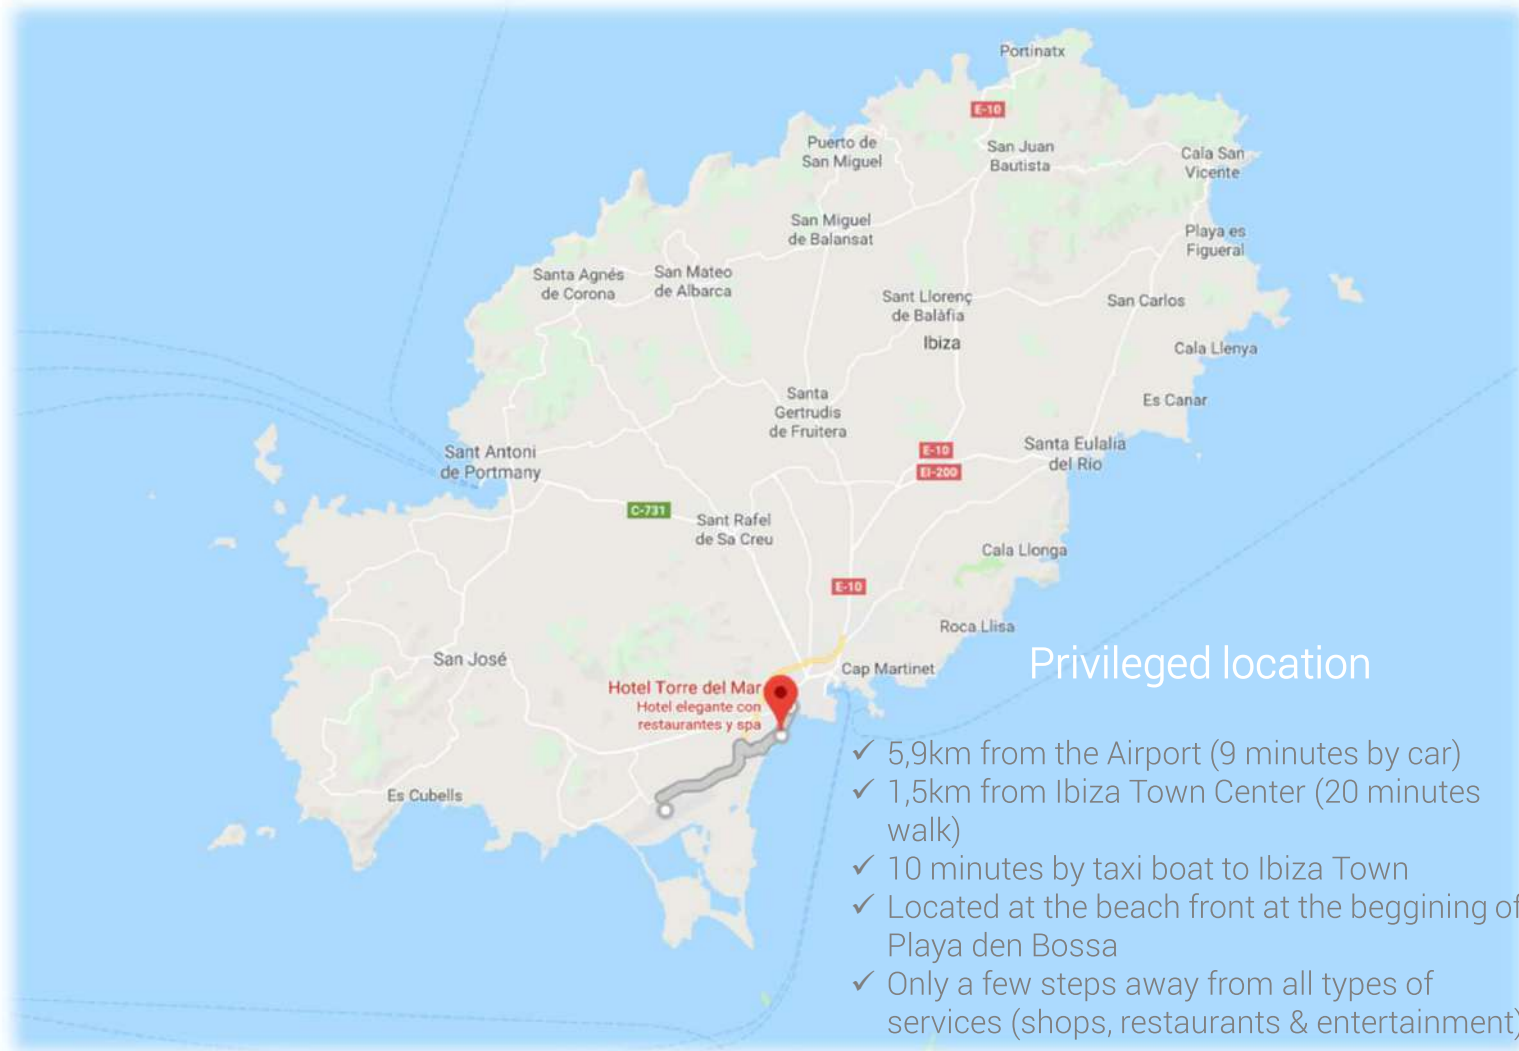 Portinatx
E-10
Puerto de
San Miguel
San Juan
Bautista
Cala San
Vicente
San Miguel
de Balansat
Playa es
Figueral
Santa Agnés
de Corona
San Mateo
de Albarca
Sant Llorenç
de Balàfia
San Carlos
Ibiza
Cala Llenya
Santa
Gertrudis
de Fruitera
Es Canar
Sant Antoni
de Portmany
E-10
EI-200
Santa Eulalia
del Río
C-731
Sant Rafel
de Sa Creu
Cala Llonga
E-10
Roca Llisa
San José
Cap Martinet
Privileged location
Hotel Torre del Mar
Hotel elegante con
restaurantes y spa
Es Cubells
✓ 5,9km from the Airport (9 minutes by car)
✓ 1,5km from Ibiza Town Center (20 minutes
walk)
✓ 10 minutes by taxi boat to Ibiza Town
✓ Located at the beach front at the beggining of
Playa den Bossa
✓ Only a few steps away from all types of
services (shops, restaurants & entertainment)